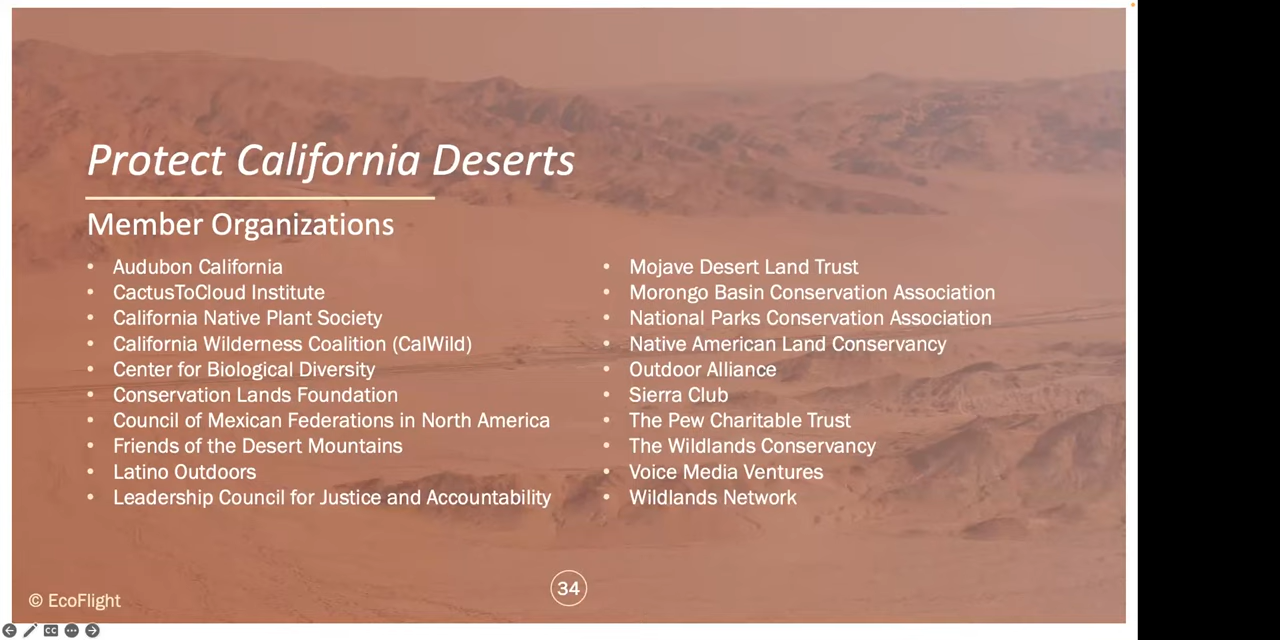 Protect California Deserts
Member Organizations
• Audubon California
• CactusToCloud Institute
• California Native Plant Society
• California Wilderness Coalition (CalWild)
• Center for Biological Diversity
• Conservation Lands Foundation
• Council of Mexican Federations in North America
• Friends of the Desert Mountains
• Latino Outdoors
• Leadership Council for Justice and Accountability
• Mojave Desert Land Trust
• Morongo Basin Conservation Association
• National Parks Conservation Association
• Native American Land Conservancy
• Outdoor Alliance
• Sierra Club
• The Pew Charitable Trust
• The Wildlands Conservancy
• Voice Media Ventures
• Wildlands Network
34
© EcoFlight
CC